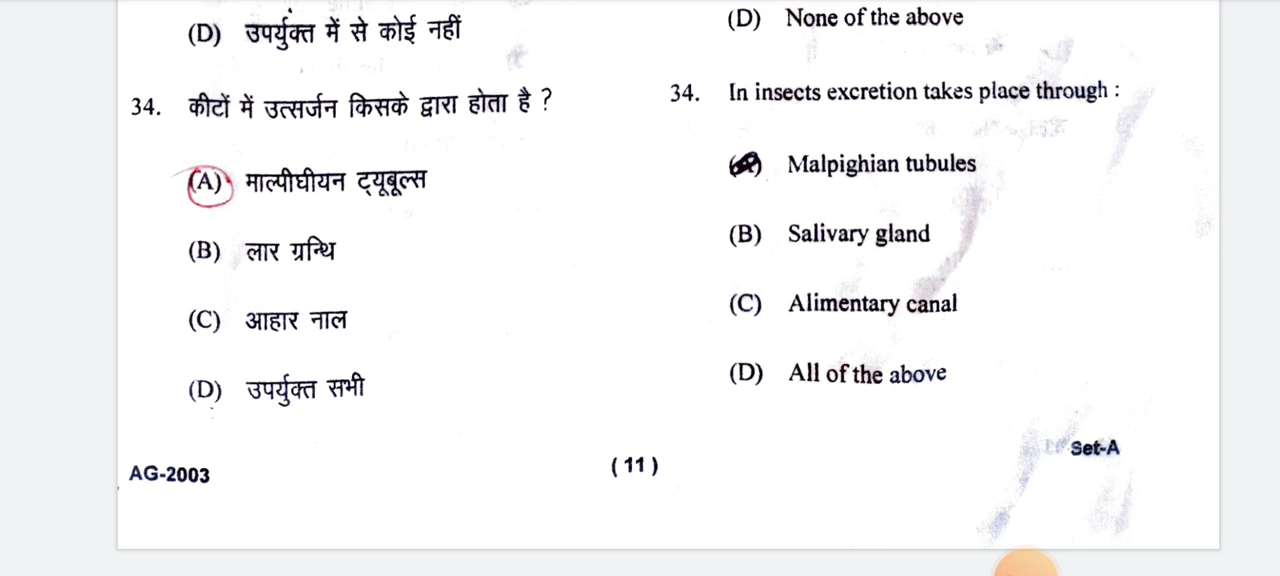 (D) उपर्युक्त में से कोई नहीं
34. कीटों में उत्सर्जन किसके द्वारा होता है ?
(A) माल्पीघीयन ट्यूबूल्स
(B) लार ग्रन्थि
(C) आहार नाल
(D) उपर्युक्त सभी
(D) None of the above
34. In insects excretion takes place through :
Malpighian tubules
(B) Salivary gland
(C) Alimentary canal
(D) All of the above
AG-2003
( 11 )
Set-A